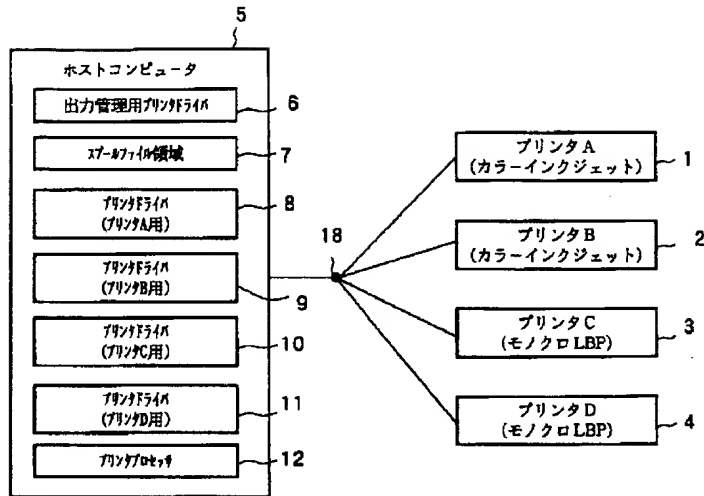 5
ホストコンピュータ
出力管理用プリンタドライバ
6
スプールファイル領域
7
プリンタドライバ
(プリンタA用)
8
プリンタドライバ
(プリンタB用)
9
プリンタドライバ
(プリンタC用)
10
プリンタドライバ
(プリンタD用)
11
プリンタプロセッサ
12
18
プリンタA
(カラーインクジェット)
1
プリンタB
(カラーインクジェット)
2
プリンタC
(モノクロLBP)
3
プリンタD
(モノクロLBP)
4